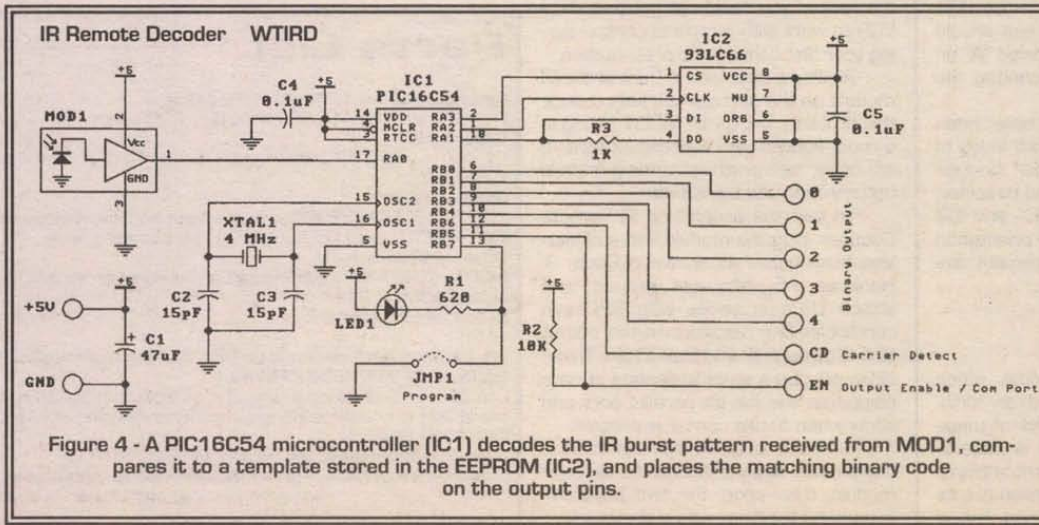 IR Remote Decoder WTIRD
+5
MOD1
2
Vcc
GND
1
3
C4
0.1uF
+5
IC1
PIC16C54
14
4
3
VDD
MCLR
RTCC
RA3
RA2
RA1
2
1
18
17
RA0
15
OSC2
16
OSC1
5
VSS
RB0
RB1
RB2
RB3
RB4
RB6
RB5
RB7
6
7
8
9
10
12
11
13
IC2
93LC66
1
CS
2
CLK
3
DI
4
DO
VCC
8
NU
7
ORG
6
VSS
5
+5
C5
0.1uF
R3
1K
XTAL1
4 MHz
C2
15pF
C3
15pF
+5V
+5
C1
47uF
GND
LED1
R1
620
JMP1
Program
+5
R2
10K
0
1
2
3
4
Binary Output
CD Carrier Detect
EN Output Enable / Com Port
Figure 4 - A PIC16C54 microcontroller (IC1) decodes the IR burst pattern received from MOD1, com-
pares it to a template stored in the EEPROM (IC2), and places the matching binary code
on the output pins.